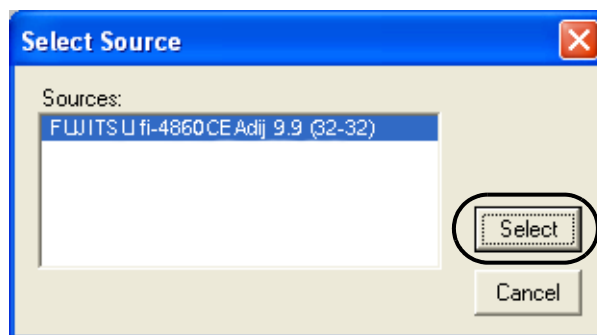 Select Source
Sources:
FUJITSU fi-4860CEAdij 9.9 (32-32)
Select
Cancel